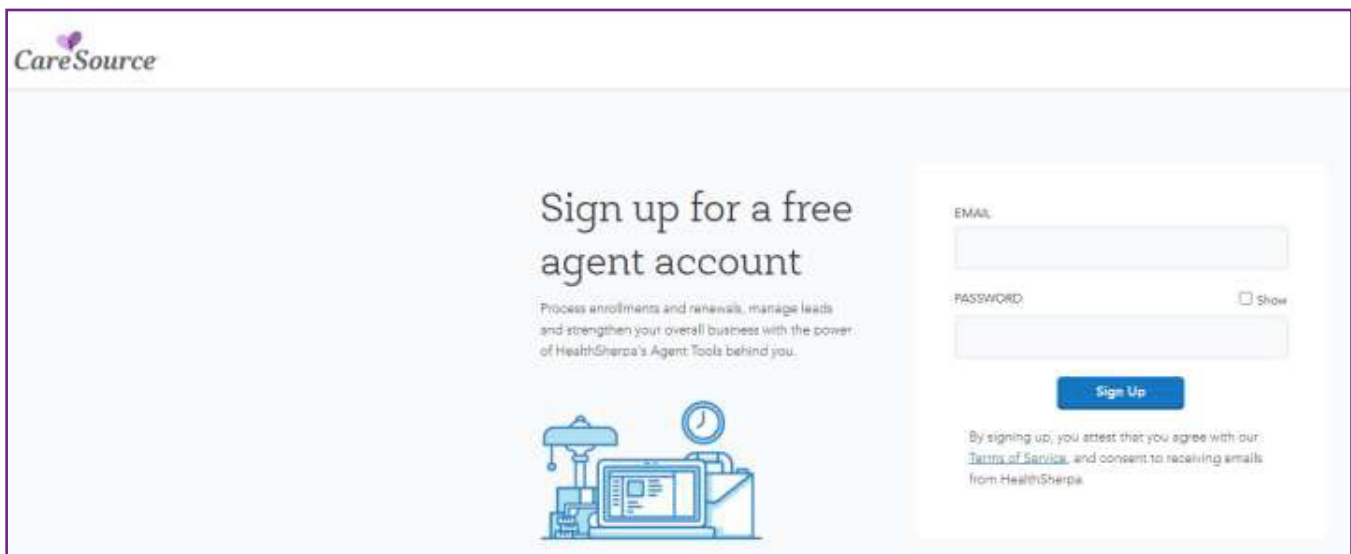 CareSource
Sign up for a free
agent account
Process enrollments and renewals, manage leads
and strengthen your overall business with the power
of HealthSherpa's Agent Tools behind you.
EMAIL
PASSWORD
Show
Sign Up
By signing up, you attest that you agree with our
Terms of Service, and consent to receiving emails
from HealthSherpa.